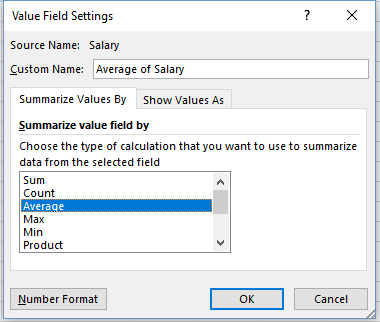 Value Field Settings ? ×
Source Name: Salary
Custom Name: Average of Salary
Summarize Values By Show Values As
Summarize value field by
Choose the type of calculation that you want to use to summarize
data from the selected field
Sum
Count
Average
Max
Min
Product
Number Format OK Cancel